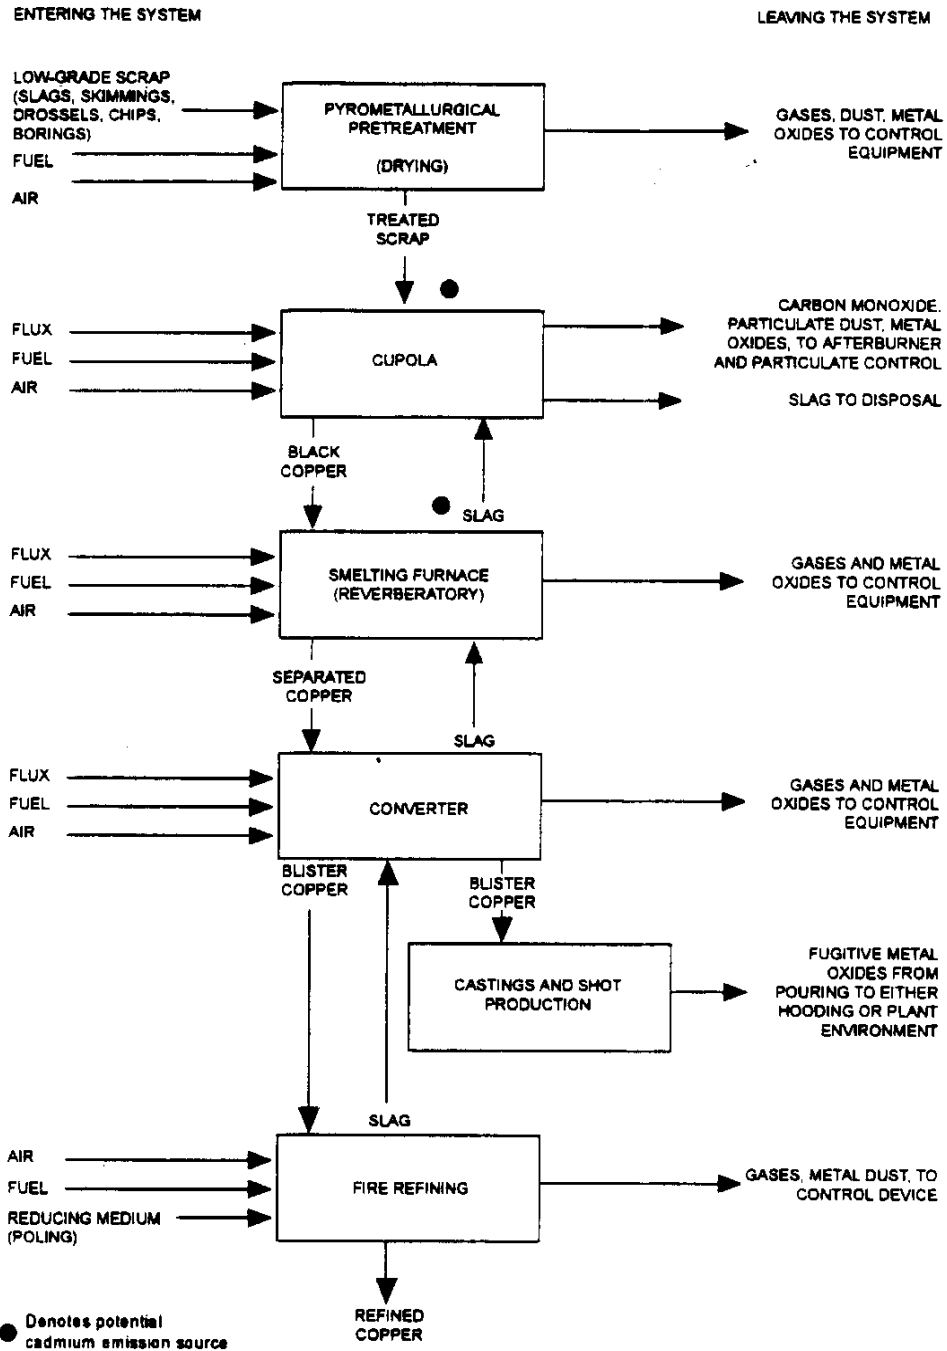 ENTERING THE SYSTEM
LEAVING THE SYSTEM
LOW-GRADE SCRAP
(SLAGS, SKIMMINGS,
DROSSELS, CHIPS,
BORINGS)
FUEL
AIR
PYROMETALLURGICAL
PRETREATMENT
(DRYING)
GASES, DUST, METAL
OXIDES TO CONTROL
EQUIPMENT
TREATED
SCRAP
FLUX
FUEL
AIR
CUPOLA
CARBON MONOXIDE.
PARTICULATE DUST, METAL
OXIDES, TO AFTERBURNER
AND PARTICULATE CONTROL
SLAG TO DISPOSAL
BLACK
COPPER
SLAG
FLUX
FUEL
AIR
SMELTING FURNACE
(REVERBERATORY)
GASES AND METAL
OXIDES TO CONTROL
EQUIPMENT
SEPARATED
COPPER
SLAG
FLUX
FUEL
AIR
CONVERTER
GASES AND METAL
OXIDES TO CONTROL
EQUIPMENT
BLISTER
COPPER
BLISTER
COPPER
CASTINGS AND SHOT
PRODUCTION
FUGITIVE METAL
OXIDES FROM
POURING TO EITHER
HOODING OR PLANT
ENVIRONMENT
SLAG
AIR
FUEL
REDUCING MEDIUM
(POLING)
FIRE REFINING
GASES, METAL DUST, TO
CONTROL DEVICE
REFINED
COPPER
Denotes potential
cadmium emission source